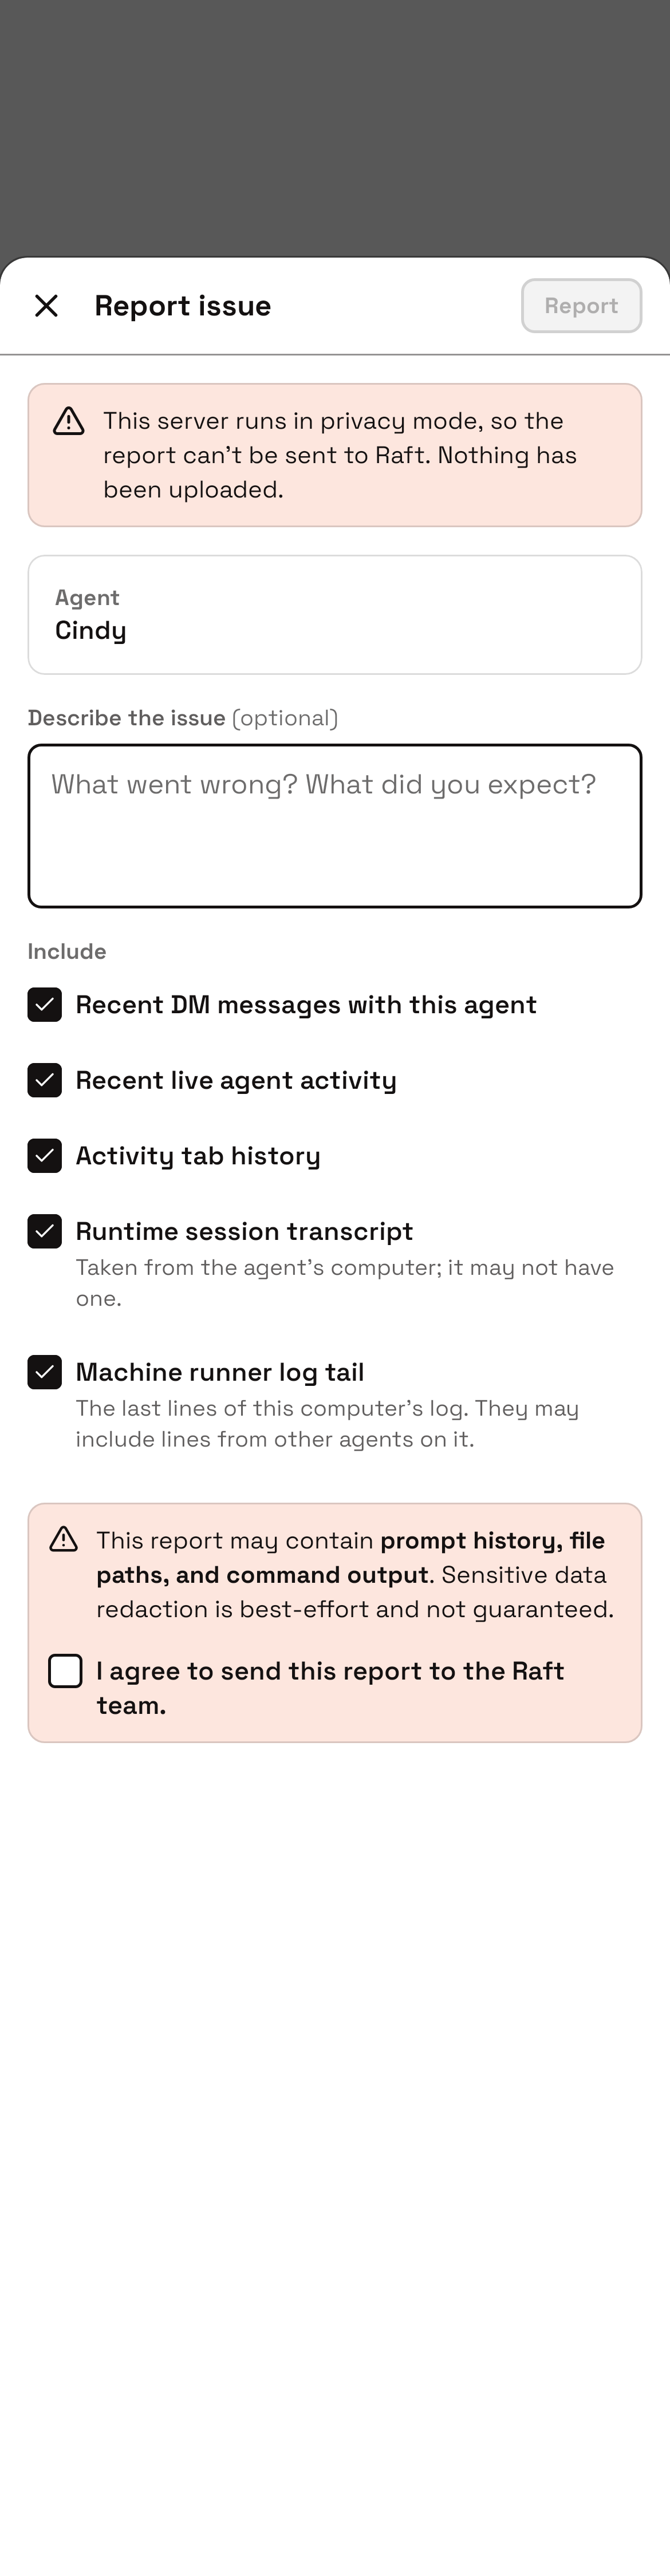 Report issue
Report
This server runs in privacy mode, so the
report can't be sent to Raft. Nothing has
been uploaded.
Agent
Cindy
Describe the issue (optional)
What went wrong? What did you expect?
Include
Recent DM messages with this agent
Recent live agent activity
Activity tab history
Runtime session transcript
Taken from the agent's computer; it may not have
one.
Machine runner log tail
The last lines of this computer's log. They may
include lines from other agents on it.
This report may contain prompt history, file
paths, and command output. Sensitive data
redaction is best-effort and not guaranteed.
I agree to send this report to the Raft
team.